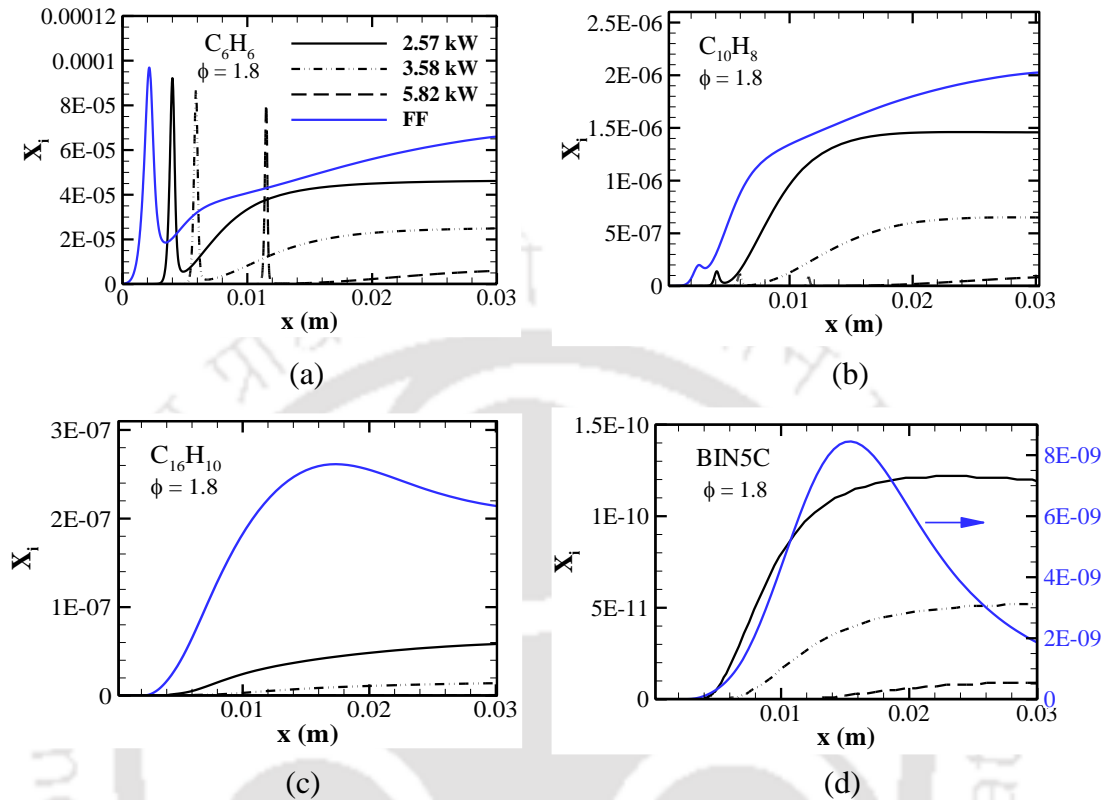 0.00012
0.0001
8E-05
6E-05
4E-05
2E-05
0
X_i
C₆H₆
ϕ = 1.8
2.57 kW
3.58 kW
5.82 kW
FF
0 0.01 0.02 0.03
x (m)
(a)
2.5E-06
2E-06
1.5E-06
1E-06
5E-07
0
X_i
C₁₀H₈
ϕ = 1.8
0.01 0.02 0.03
x (m)
(b)
3E-07
2E-07
1E-07
0
X_i
C₁₆H₁₀
ϕ = 1.8
0.01 0.02 0.03
x (m)
(c)
1.5E-10
1E-10
5E-11
0
X_i
BIN5C
ϕ = 1.8
8E-09
6E-09
4E-09
2E-09
0
0.01 0.02 0.03
x (m)
(d)